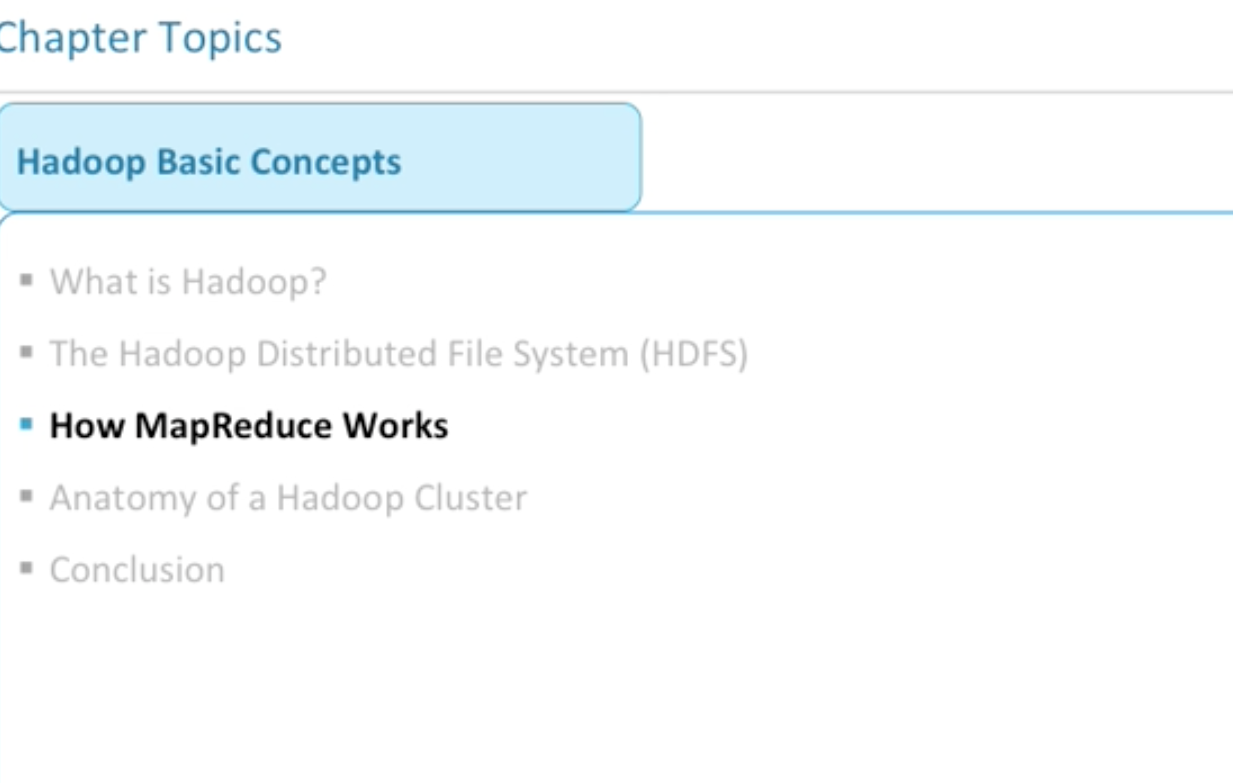 Chapter Topics
Hadoop Basic Concepts
▪ What is Hadoop?
▪ The Hadoop Distributed File System (HDFS)
▪ How MapReduce Works
▪ Anatomy of a Hadoop Cluster
▪ Conclusion